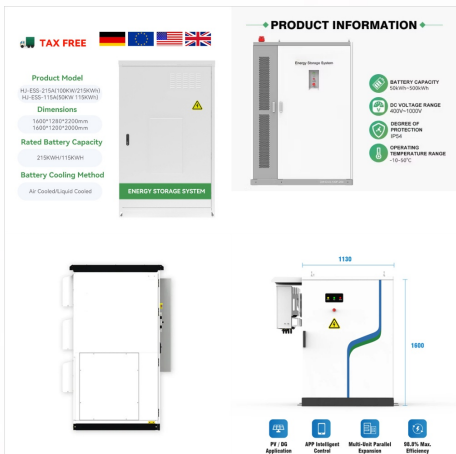 TAX FREE
Product Model
HJ-ESS-215A(100KW/215KWh)
HJ-ESS-115A(50KW 115KWh)
Dimensions
1600*1280*2200mm
1600*1200*2000mm
Rated Battery Capacity
215KWH/115KWH
Battery Cooling Method
Air Cooled/Liquid Cooled
ENERGY STORAGE SYSTEM
PRODUCT INFORMATION
Energy Storage System
BATTERY CAPACITY
50kWh~500kWh
DC VOLTAGE RANGE
400V~1000V
DEGREE OF
PROTECTION
IP54
OPERATING
TEMPERATURE RANGE
-10~50°C
1130
1600
PV / DG
Application
APP Intelligent
Control
Multi-Unit Parallel
Expansion
98.8% Max.
Efficiency